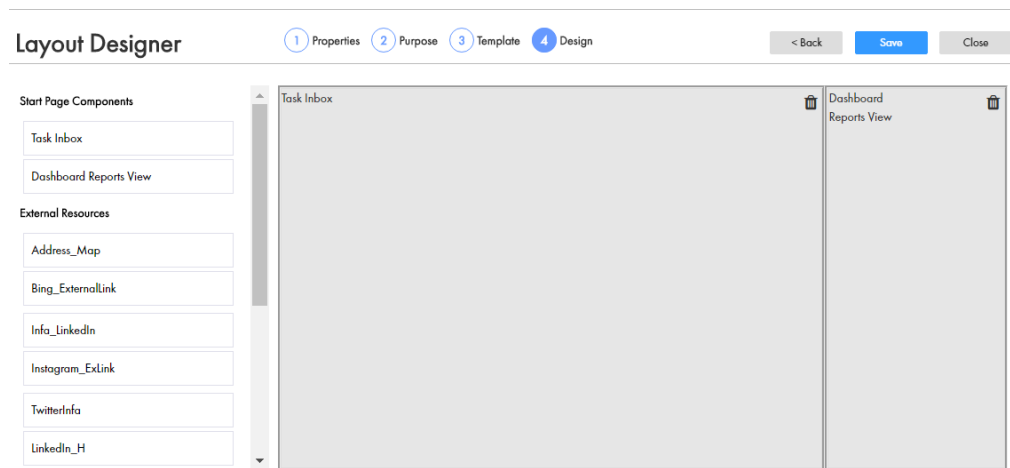 Layout Designer
1 Properties 2 Purpose 3 Template 4 Design
< Back Save Close
Start Page Components
Task Inbox
Dashboard Reports View
External Resources
Address_Map
Bing_ExternalLink
Infa_LinkedIn
Instagram_ExLink
TwitterInfa
LinkedIn_H
Task Inbox
Dashboard
Reports View